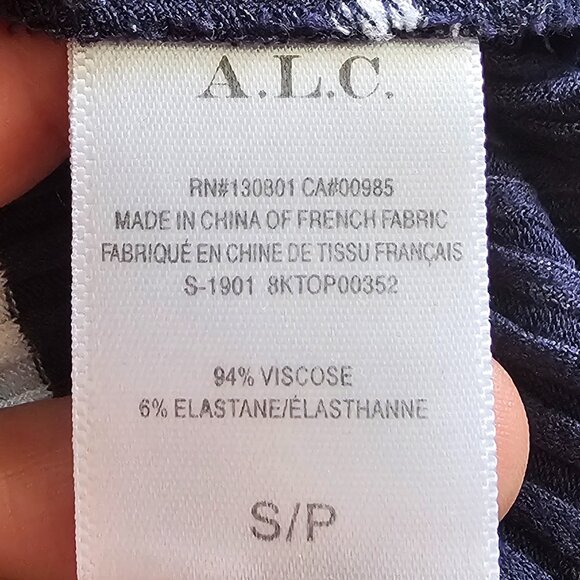 A.L.C.
RN#130801 CA#00985
MADE IN CHINA OF FRENCH FABRIC
FABRIQUÉ EN CHINE DE TISSU FRANÇAIS
S-1901 8KTOP00352
94% VISCOSE
6% ELASTANE/ÉLASTHANNE
S/P